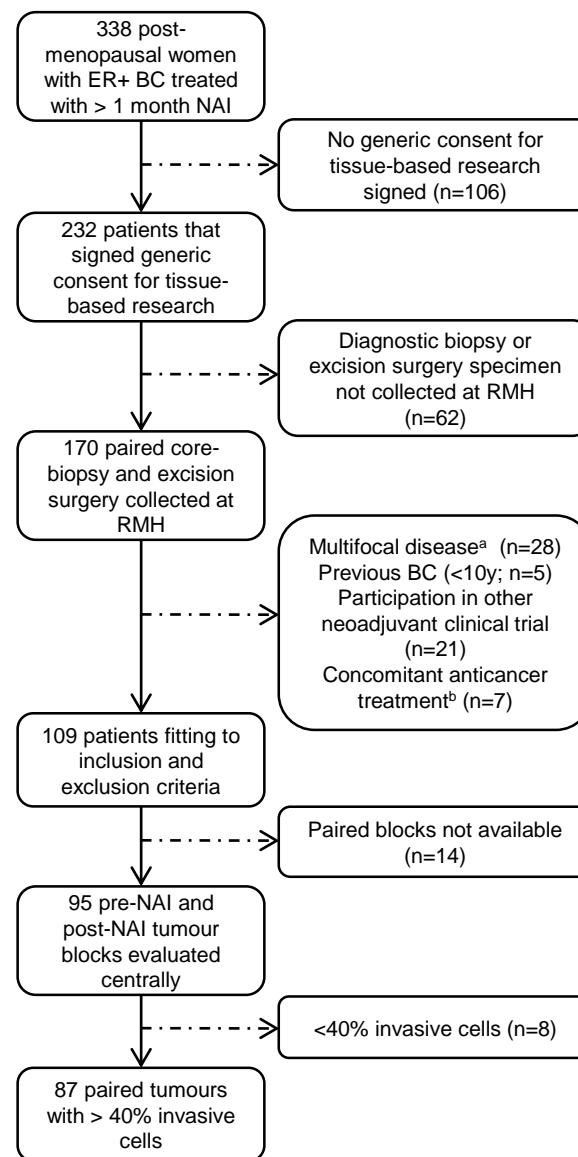 338 post-
menopausal women
with ER+ BC treated
with > 1 month NAI
No generic consent for
tissue-based research
signed (n=106)
232 patients that
signed generic
consent for tissue-
based research
Diagnostic biopsy or
excision surgery specimen
not collected at RMH
(n=62)
170 paired core-
biopsy and excision
surgery collected at
RMH
Multifocal diseaseᵃ (n=28)
Previous BC (<10y; n=5)
Participation in other
neoadjuvant clinical trial
(n=21)
Concomitant anticancer
treatmentᵇ (n=7)
109 patients fitting to
inclusion and
exclusion criteria
Paired blocks not available
(n=14)
95 pre-NAI and
post-NAI tumour
blocks evaluated
centrally
<40% invasive cells (n=8)
87 paired tumours
with > 40% invasive
cells